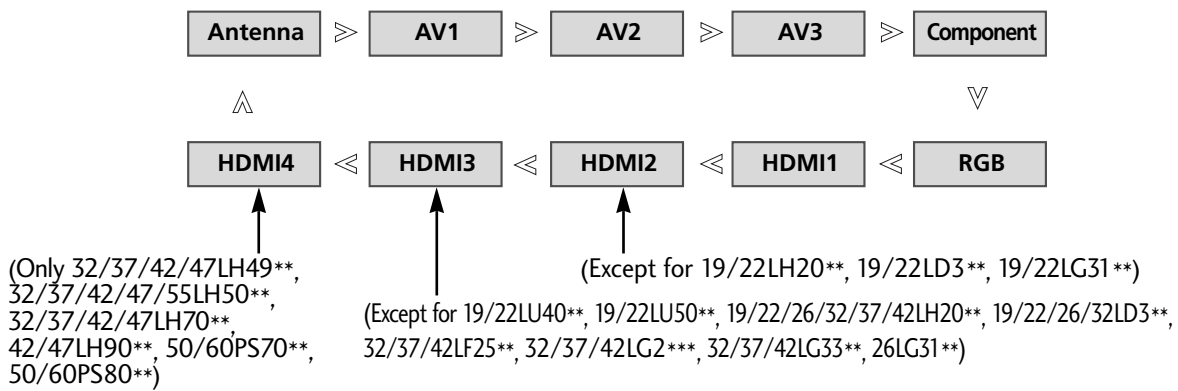 Antenna AV1 AV2 AV3 Component
HDMI4 HDMI3 HDMI2 HDMI1 RGB
(Only 32/37/42/47LH49**,
32/37/42/47/55LH50**,
32/37/42/47LH70**,
42/47LH90**, 50/60PS70**,
50/60PS80**)
(Except for 19/22LH20**, 19/22LD3**, 19/22LG31**)
(Except for 19/22LU40**, 19/22LU50**, 19/22/26/32/37/42LH20**, 19/22/26/32LD3**,
32/37/42LF25**, 32/37/42LG2***, 32/37/42LG33**, 26LG31**)